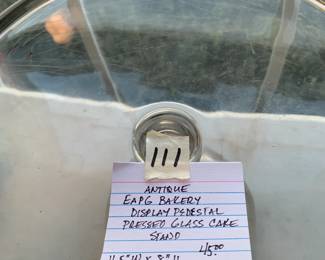 111
ANTIQUE
EAPG BAKERY
DISPLAY PEDESTAL
PRESSED GLASS CAKE
STAND
45.00